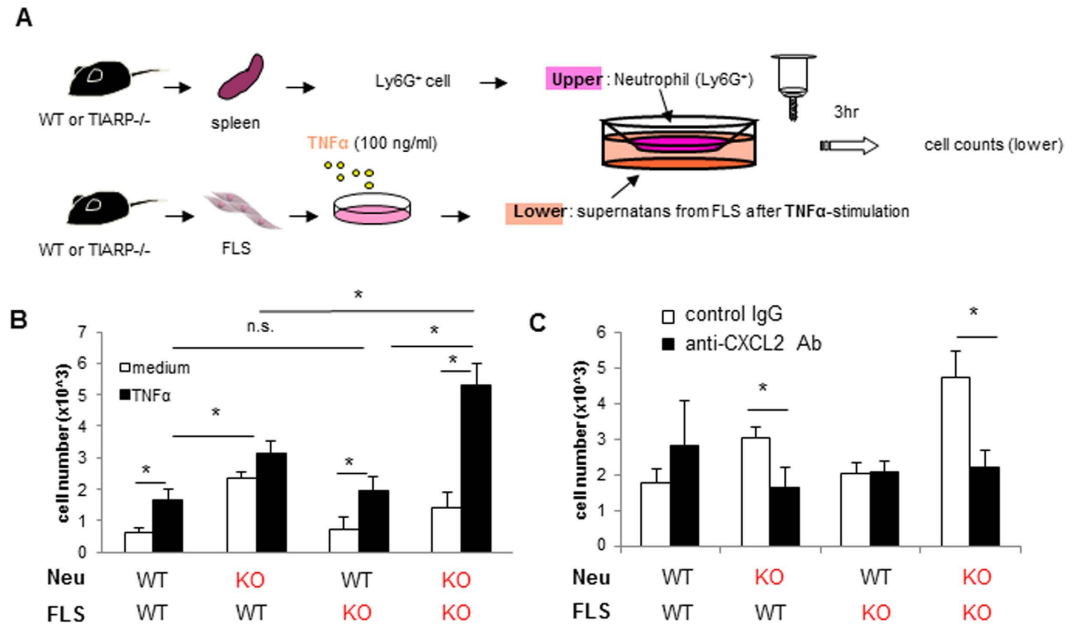 A
WT or TIARP-/-
spleen
Ly6G⁺ cell
Upper : Neutrophil (Ly6G⁺)
3hr
cell counts (lower)
TNFα (100 ng/ml)
WT or TIARP-/-
FLS
Lower : supernatans from FLS after TNFα-stimulation
B
cell number (x10^3)
7
6
5
4
3
2
1
0
medium
TNFα
*
*
*
n.s.
*
*
*
*
Neu WT KO WT KO
FLS WT WT KO KO
C
control IgG
anti-CXCL2 Ab
cell number (x10^3)
6
5
4
3
2
1
0
*
*
Neu WT KO WT KO
FLS WT WT KO KO